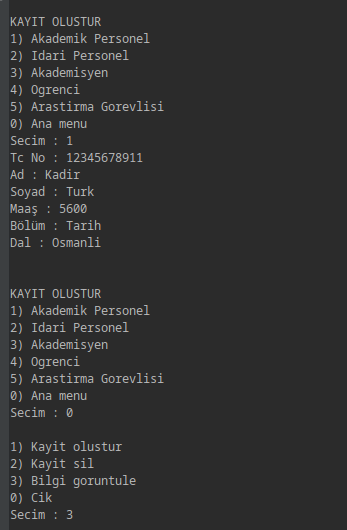 KAYIT OLUSTUR
1) Akademik Personel
2) Idari Personel
3) Akademisyen
4) Ogrenci
5) Arastirma Gorevlisi
0) Ana menu
Secim : 1
Tc No : 12345678911
Ad : Kadir
Soyad : Turk
Maaş : 5600
Bölüm : Tarih
Dal : Osmanli
KAYIT OLUSTUR
1) Akademik Personel
2) Idari Personel
3) Akademisyen
4) Ogrenci
5) Arastirma Gorevlisi
0) Ana menu
Secim : 0
1) Kayit olustur
2) Kayit sil
3) Bilgi goruntule
0) Cik
Secim : 3